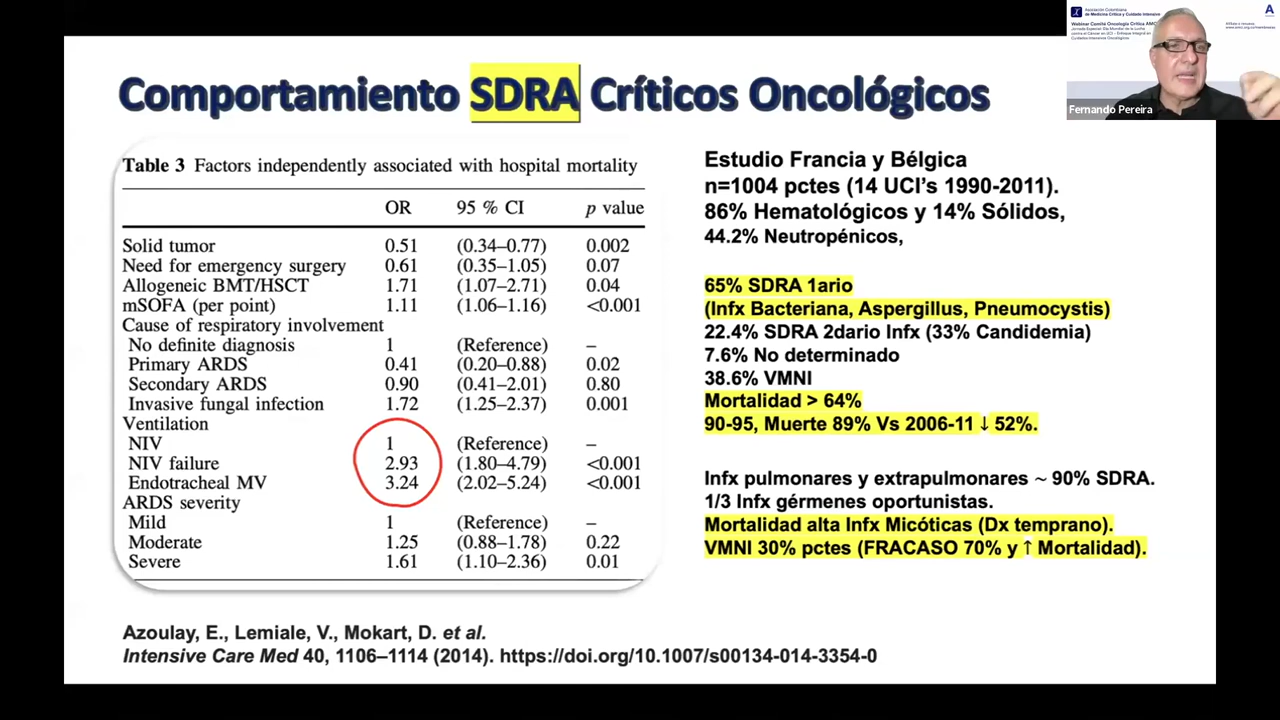 Asociación Colombiana
de Medicina Crítica y Cuidado Intensivo
Webinar Comité Oncología Crítica AMCI
Fernando Pereira
Comportamiento SDRA Críticos Oncológicos
Table 3 Factors independently associated with hospital mortality
OR 95 % CI p value
Solid tumor 0.51 (0.34–0.77) 0.002
Need for emergency surgery 0.61 (0.35–1.05) 0.07
Allogeneic BMT/HSCT 1.71 (1.07–2.71) 0.04
mSOFA (per point) 1.11 (1.06–1.16) <0.001
Cause of respiratory involvement
No definite diagnosis 1 (Reference) –
Primary ARDS 0.41 (0.20–0.88) 0.02
Secondary ARDS 0.90 (0.41–2.01) 0.80
Invasive fungal infection 1.72 (1.25–2.37) 0.001
Ventilation
NIV 1 (Reference) –
NIV failure 2.93 (1.80–4.79) <0.001
Endotracheal MV 3.24 (2.02–5.24) <0.001
ARDS severity
Mild 1 (Reference) –
Moderate 1.25 (0.88–1.78) 0.22
Severe 1.61 (1.10–2.36) 0.01
Estudio Francia y Bélgica
n=1004 pctes (14 UCI’s 1990-2011).
86% Hematológicos y 14% Sólidos,
44.2% Neutropénicos,
65% SDRA 1ario
(Infx Bacteriana, Aspergillus, Pneumocystis)
22.4% SDRA 2dario Infx (33% Candidemia)
7.6% No determinado
38.6% VMNI
Mortalidad > 64%
90-95, Muerte 89% Vs 2006-11 ↓ 52%.
Infx pulmonares y extrapulmonares ~ 90% SDRA.
1/3 Infx gérmenes oportunistas.
Mortalidad alta Infx Micóticas (Dx temprano).
VMNI 30% pctes (FRACASO 70% y ↑ Mortalidad).
Azoulay, E., Lemiale, V., Mokart, D. et al.
Intensive Care Med 40, 1106–1114 (2014). https://doi.org/10.1007/s00134-014-3354-0